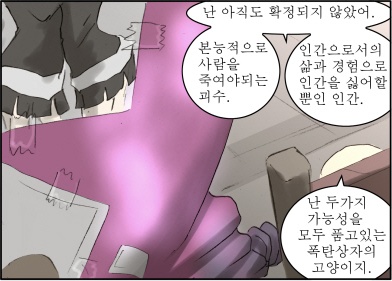 난 아직도 확정되지 않았어.
본능적으로
사람을
죽여야되는
괴수.
인간으로서의
삶과 경험으로
인간을 싫어할
뿐인 인간.
난 두가지
가능성을
모두 품고있는
폭탄상자의
고양이지.